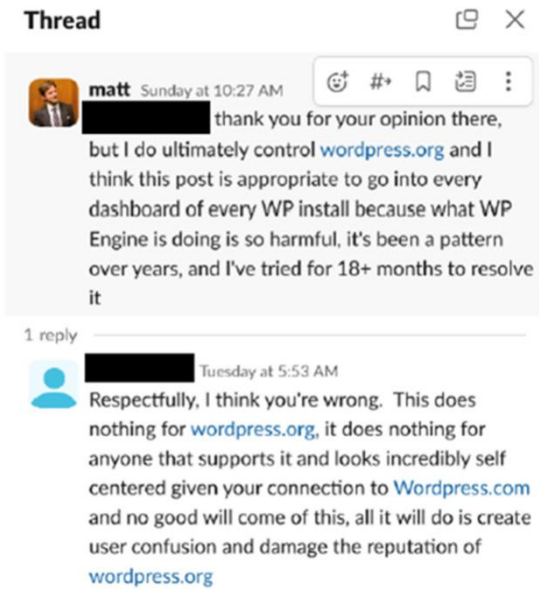 Thread
matt Sunday at 10:27 AM
thank you for your opinion there,
but I do ultimately control wordpress.org and I
think this post is appropriate to go into every
dashboard of every WP install because what WP
Engine is doing is so harmful, it's been a pattern
over years, and I've tried for 18+ months to resolve
it
1 reply
Tuesday at 5:53 AM
Respectfully, I think you're wrong. This does
nothing for wordpress.org, it does nothing for
anyone that supports it and looks incredibly self
centered given your connection to Wordpress.com
and no good will come of this, all it will do is create
user confusion and damage the reputation of
wordpress.org